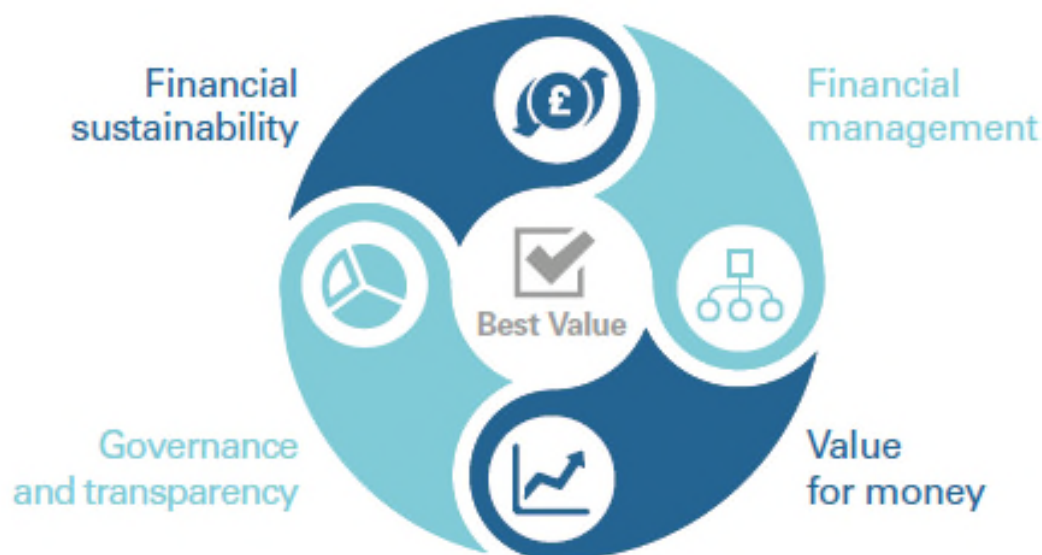 Financial
sustainability
£
Financial
management
Best Value
Governance
and transparency
Value
for money